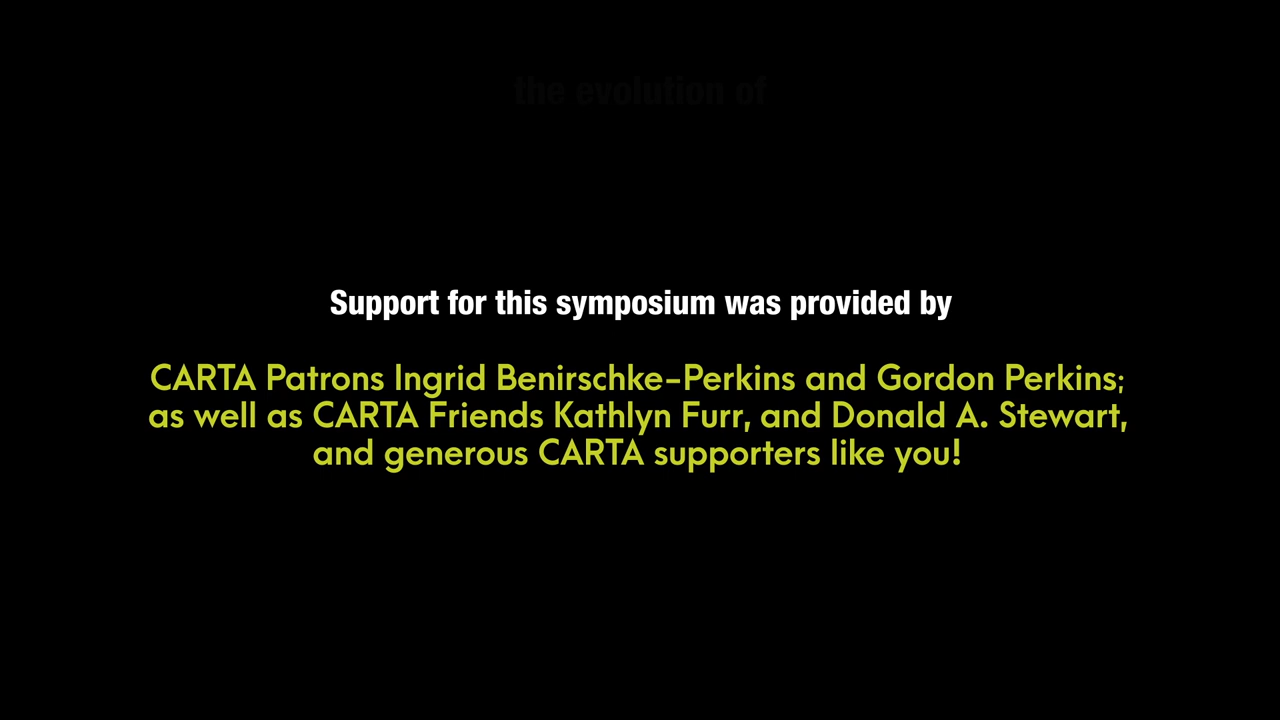 the evolution of
Support for this symposium was provided by
CARTA Patrons Ingrid Benirschke-Perkins and Gordon Perkins;
as well as CARTA Friends Kathlyn Furr, and Donald A. Stewart,
and generous CARTA supporters like you!